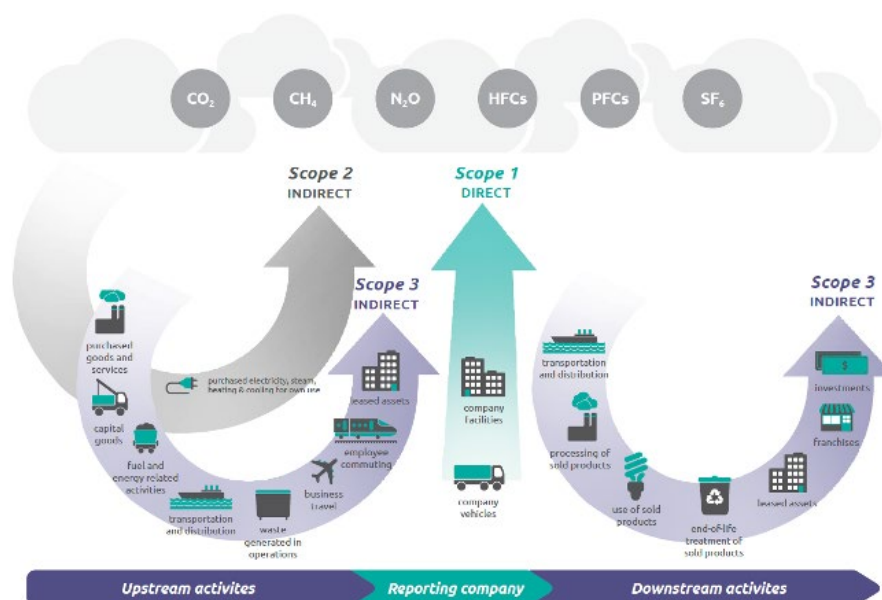 CO₂
CH₄
N₂O
HFCs
PFCs
SF₆
Scope 2
INDIRECT
Scope 1
DIRECT
Scope 3
INDIRECT
Scope 3
INDIRECT
purchased
goods and
services
capital
goods
fuel and
energy related
activities
transportation
and distribution
waste
generated in
operations
business
travel
employee
commuting
leased assets
purchased electricity, steam,
heating & cooling for own use
company
facilities
company
vehicles
transportation
and distribution
processing of
sold products
use of sold
products
end-of-life
treatment of
sold products
leased assets
franchises
investments
$
Upstream activites
Reporting company
Downstream activites